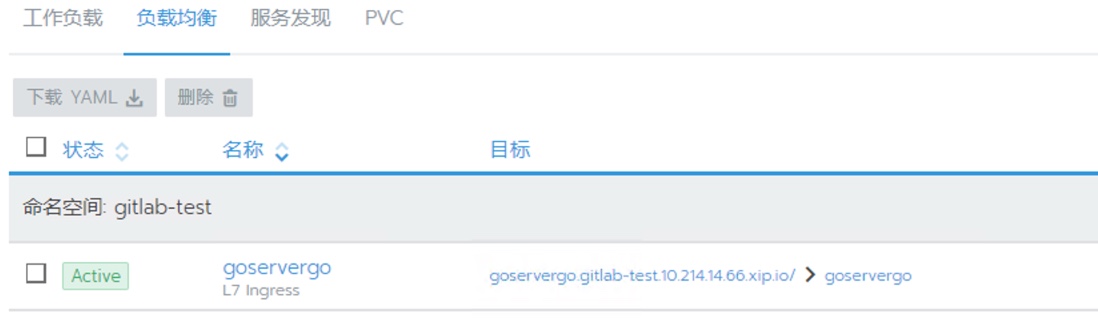 工作负载 负载均衡 服务发现 PVC
下载 YAML 删除
状态 名称 目标
命名空间: gitlab-test
Active goservergo goservergo.gitlab-test.10.214.14.66.xip.io/ > goservergo
L7 Ingress